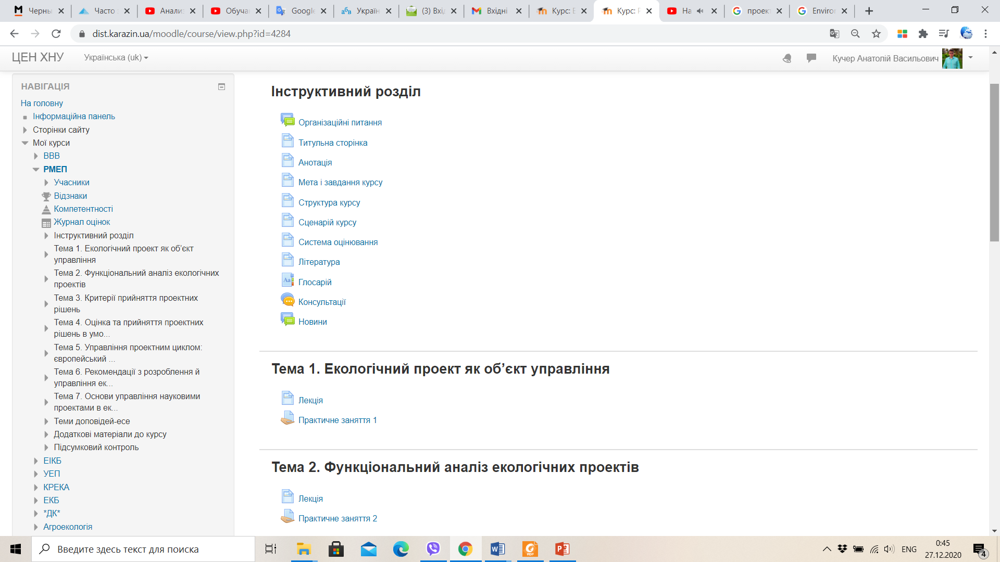 Черны
Часто
Анализ
Обуча
Google
Україн
(3) Вхід
Вхідні
Курс: Е
Курс: Р
На
проек
Enviro
dist.karazin.ua/moodle/course/view.php?id=4284
ЦЕН ХНУ
Українська (uk)
Кучер Анатолій Васильович
НАВІГАЦІЯ
На головну
Інформаційна панель
Сторінки сайту
Мої курси
ВВВ
РМЕП
Учасники
Відзнаки
Компетентності
Журнал оцінок
Інструктивний розділ
Тема 1. Екологічний проект як об’єкт
управління
Тема 2. Функціональний аналіз екологічних
проектів
Тема 3. Критерії прийняття проектних
рішень
Тема 4. Оцінка та прийняття проектних
рішень в умо...
Тема 5. Управління проектним циклом:
європейський ...
Тема 6. Рекомендації з розроблення й
управління ек...
Тема 7. Основи управління науковими
проектами в ек...
Теми доповідей-есе
Додаткові матеріали до курсу
Підсумковий контроль
ЕІКБ
УЕП
КРЕКА
ЕКБ
*ДК*
Агроекологія
Інструктивний розділ
Організаційні питання
Титульна сторінка
Анотація
Мета і завдання курсу
Структура курсу
Сценарій курсу
Система оцінювання
Література
Глосарій
Консультації
Новини
Тема 1. Екологічний проект як об’єкт управління
Лекція
Практичне заняття 1
Тема 2. Функціональний аналіз екологічних проектів
Лекція
Практичне заняття 2
Введите здесь текст для поиска
ENG
0:45
27.12.2020
4